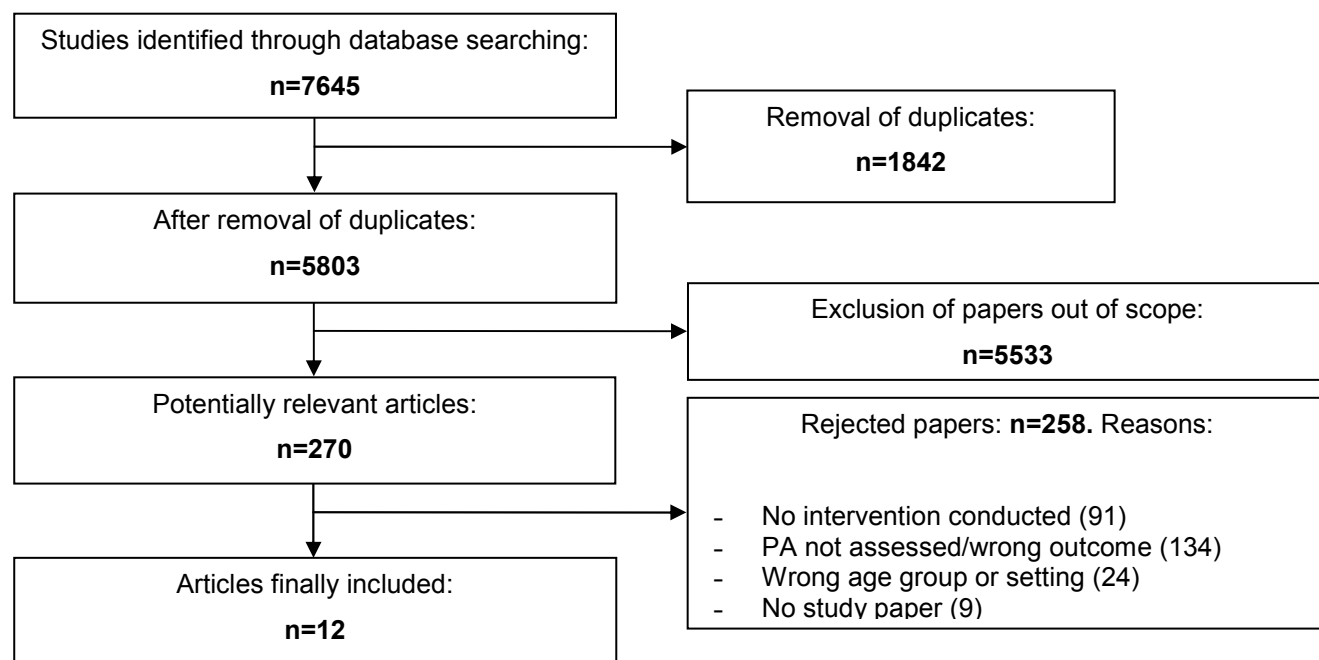 Studies identified through database searching:
n=7645
Removal of duplicates:
n=1842
After removal of duplicates:
n=5803
Exclusion of papers out of scope:
n=5533
Potentially relevant articles:
n=270
Rejected papers: n=258. Reasons:
- No intervention conducted (91)
- PA not assessed/wrong outcome (134)
- Wrong age group or setting (24)
- No study paper (9)
Articles finally included:
n=12